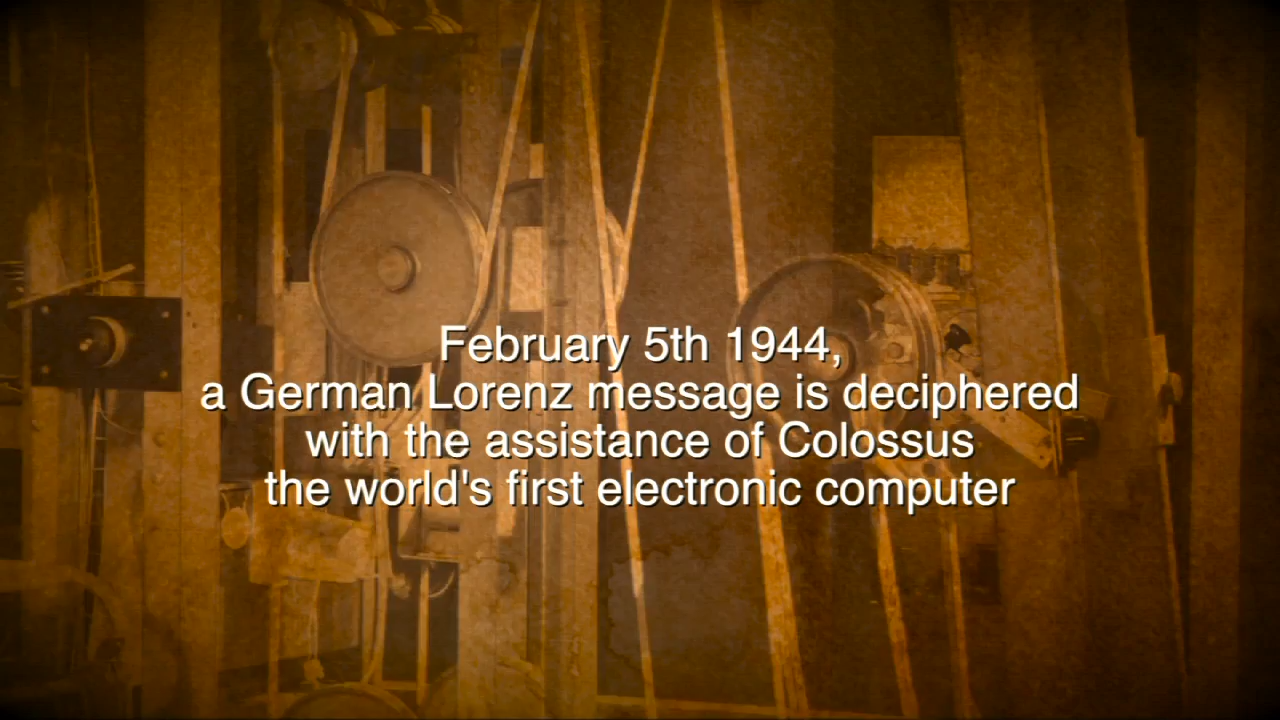 February 5th 1944,
a German Lorenz message is deciphered
with the assistance of Colossus
the world's first electronic computer